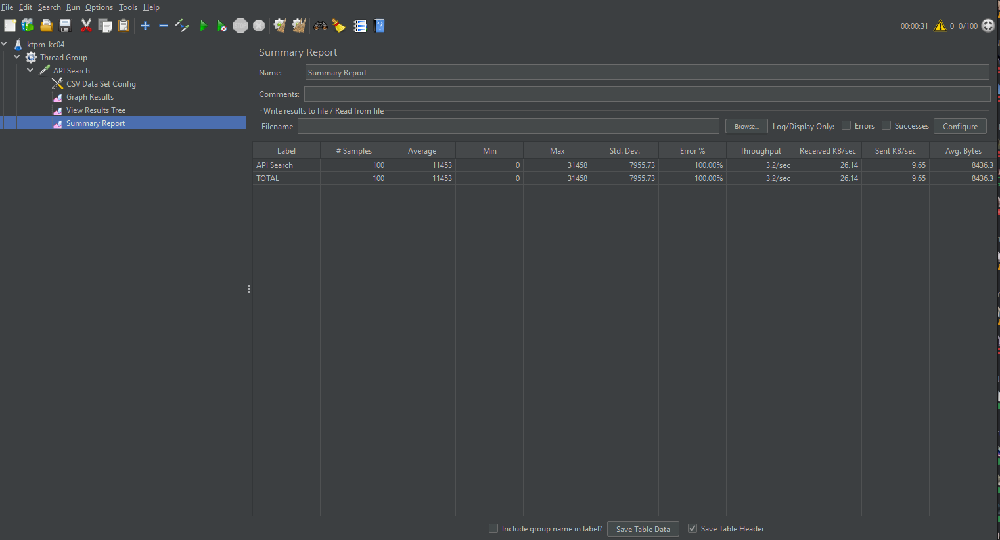 File Edit Search Run Options Tools Help
STOP 00:00:31 0 0/100
ktpm-kc04
Thread Group
API Search
CSV Data Set Config
Graph Results
View Results Tree
Summary Report
Summary Report
Name: Summary Report
Comments:
Write results to file / Read from file
Filename Browse... Log/Display Only: Errors Successes Configure
Label # Samples Average Min Max Std. Dev. Error % Throughput Received KB/sec Sent KB/sec Avg. Bytes
API Search 100 11453 0 31458 7955.73 100.00% 3.2/sec 26.14 9.65 8436.3
TOTAL 100 11453 0 31458 7955.73 100.00% 3.2/sec 26.14 9.65 8436.3
Include group name in label? Save Table Data Save Table Header